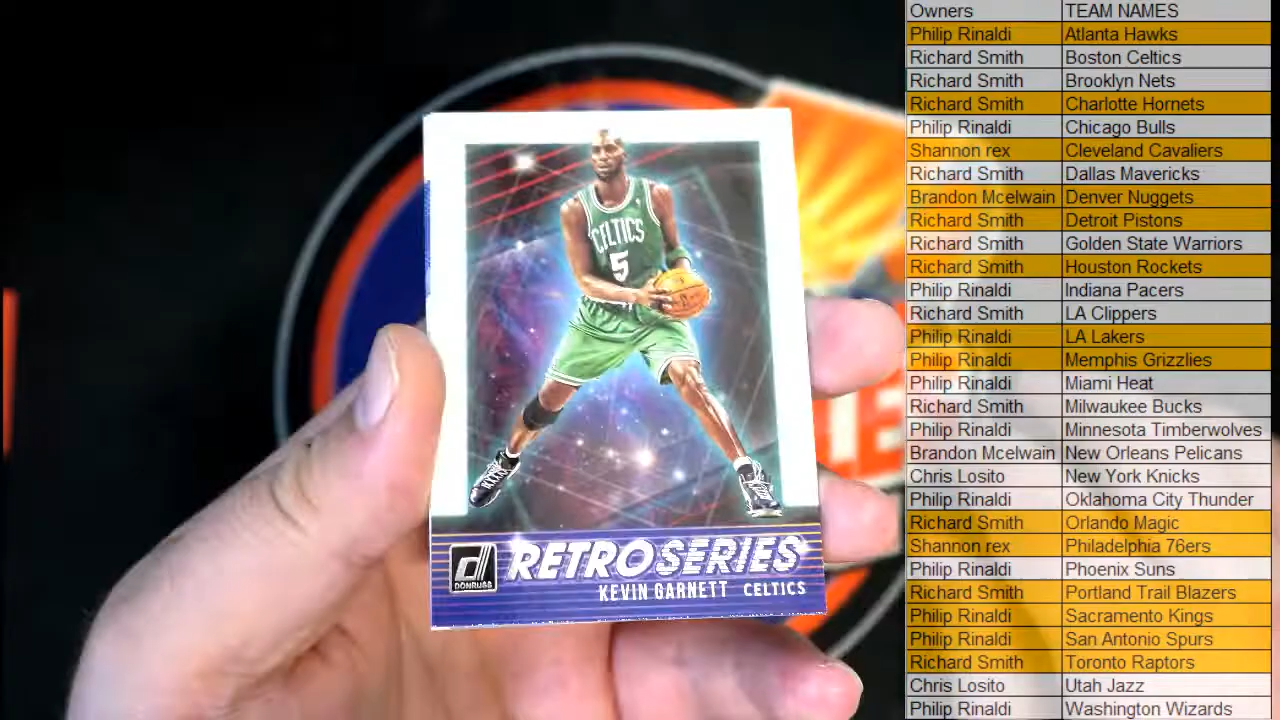 CELTICS
5
DONRUSS
RETRO SERIES
KEVIN GARNETT CELTICS
Owners TEAM NAMES
Philip Rinaldi Atlanta Hawks
Richard Smith Boston Celtics
Richard Smith Brooklyn Nets
Richard Smith Charlotte Hornets
Philip Rinaldi Chicago Bulls
Shannon rex Cleveland Cavaliers
Richard Smith Dallas Mavericks
Brandon Mcelwain Denver Nuggets
Richard Smith Detroit Pistons
Richard Smith Golden State Warriors
Richard Smith Houston Rockets
Philip Rinaldi Indiana Pacers
Richard Smith LA Clippers
Philip Rinaldi LA Lakers
Philip Rinaldi Memphis Grizzlies
Philip Rinaldi Miami Heat
Richard Smith Milwaukee Bucks
Philip Rinaldi Minnesota Timberwolves
Brandon Mcelwain New Orleans Pelicans
Chris Losito New York Knicks
Philip Rinaldi Oklahoma City Thunder
Richard Smith Orlando Magic
Shannon rex Philadelphia 76ers
Philip Rinaldi Phoenix Suns
Richard Smith Portland Trail Blazers
Philip Rinaldi Sacramento Kings
Philip Rinaldi San Antonio Spurs
Richard Smith Toronto Raptors
Chris Losito Utah Jazz
Philip Rinaldi Washington Wizards